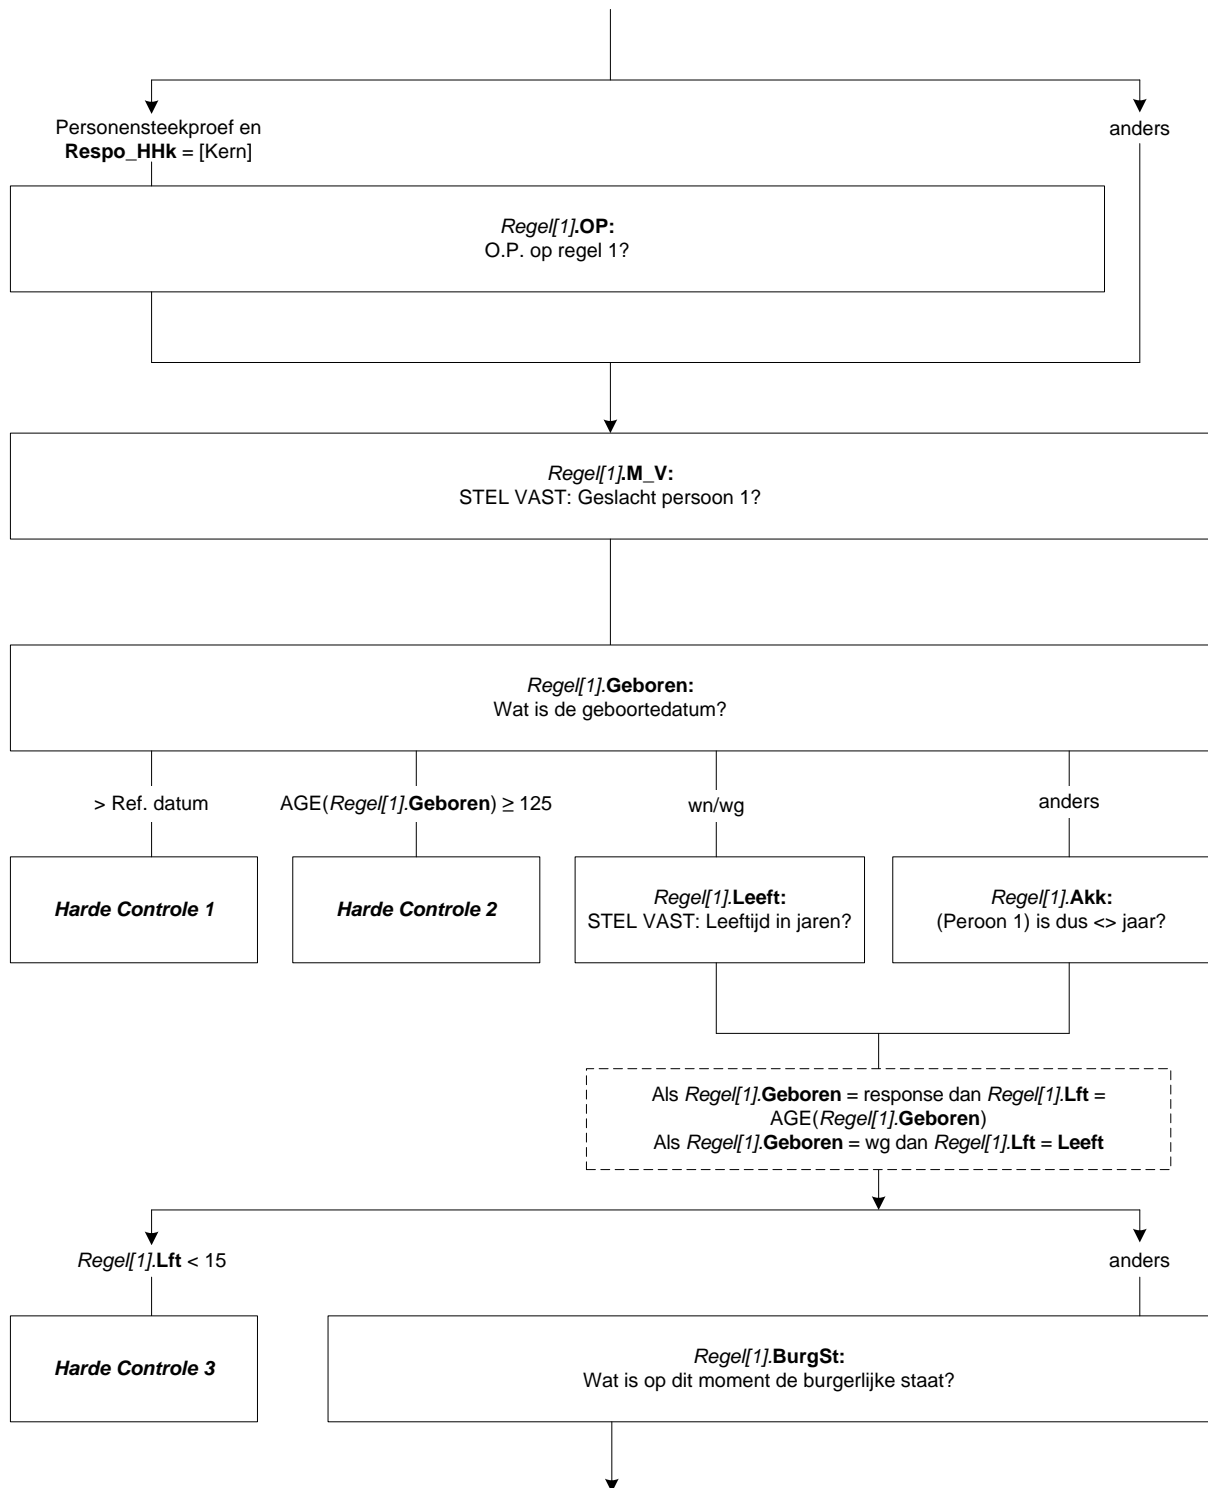 Personensteekproef en
Respo_HHk = [Kern]
anders
Regel[1].OP:
O.P. op regel 1?
Regel[1].M_V:
STEL VAST: Geslacht persoon 1?
Regel[1].Geboren:
Wat is de geboortedatum?
> Ref. datum
AGE(Regel[1].Geboren) ≥ 125
wn/wg
anders
Harde Controle 1
Harde Controle 2
Regel[1].Leeft:
STEL VAST: Leeftijd in jaren?
Regel[1].Akk:
(Peroon 1) is dus <> jaar?
Als Regel[1].Geboren = response dan Regel[1].Lft =
AGE(Regel[1].Geboren)
Als Regel[1].Geboren = wg dan Regel[1].Lft = Leeft
Regel[1].Lft < 15
anders
Harde Controle 3
Regel[1].BurgSt:
Wat is op dit moment de burgerlijke staat?